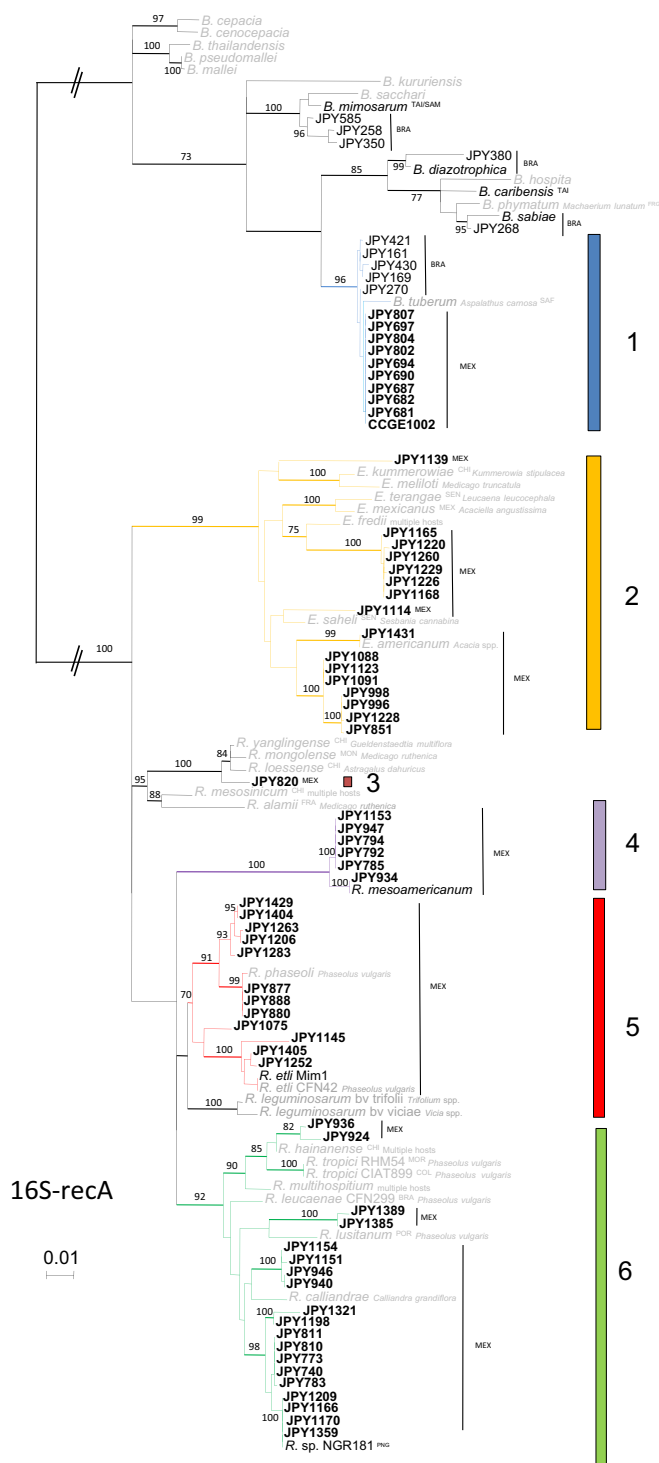 97
B. cepacia
B. cenocepacia
B. thailandensis
100
B. pseudomallei
100
B. mallei
B. kururiensis
B. sacchari
100
B. mimosarum TAI/SAM
JPY585
96
JPY258
BRA
JPY350
73
JPY380
BRA
99
B. diazotrophica
85
B. hospita
77
B. caribensis TAI
B. phymatum Machaerium lunatum FRG
B. sabiae
95
JPY268
BRA
JPY421
JPY161
JPY430
BRA
JPY169
96
JPY270
B. tuberum Aspalathus carnosa SAF
JPY807
JPY697
JPY804
JPY802
JPY694
MEX
JPY690
JPY687
JPY682
JPY681
CCGE1002
1
JPY1139 MEX
100
E. kummerowiae CHI Kummerowia stipulacea
E. meliloti Medicago truncatula
E. terangae SEN Leucaena leucocephala
100
E. mexicanus MEX Acaciella angustissima
99
75
E. fredii multiple hosts
JPY1165
100
JPY1220
JPY1260
MEX
JPY1229
JPY1226
JPY1168
2
JPY1114 MEX
E. saheli SEN Sesbania cannabina
99
JPY1431
E. americanum Acacia spp.
100
JPY1088
JPY1123
JPY1091
MEX
100
JPY998
JPY996
100
JPY1228
JPY851
R. yanglingense CHI Gueldenstaedtia multiflora
84
R. mongolense MON Medicago ruthenica
100
R. loessense CHI Astragalus dahuricus
JPY820 MEX
3
95
R. mesosinicum CHI multiple hosts
88
R. alamii FRA Medicago ruthenica
JPY1153
JPY947
JPY794
100
JPY792
MEX
100
JPY785
JPY934
100
R. mesoamericanum
4
JPY1429
95
JPY1404
93
JPY1263
JPY1206
JPY1283
91
R. phaseoli Phaseolus vulgaris
99
JPY877
MEX
70
JPY888
JPY880
JPY1075
JPY1145
100
JPY1405
JPY1252
R. etli Mim1
R. etli CFN42 Phaseolus vulgaris
5
100
R. leguminosarum bv trifolii Trifolium spp.
R. leguminosarum bv viciae Vicia spp.
82
JPY936
MEX
JPY924
85
R. hainanense CHI Multiple hosts
90
100
R. tropici RHM54 MOR Phaseolus vulgaris
R. tropici CIAT899 COL Phaseolus vulgaris
R. multihospitium multiple hosts
16S-recA
92
R. leucaenae CFN299 BRA Phaseolus vulgaris
100
JPY1389
MEX
JPY1385
R. lusitanum POR Phaseolus vulgaris
JPY1154
100
JPY1151
JPY946
JPY940
0.01
R. calliandrae Calliandra grandiflora
6
JPY1321
100
JPY1198
JPY811
MEX
98
JPY810
JPY773
JPY740
JPY783
JPY1209
JPY1166
100
JPY1170
JPY1359
R. sp. NGR181 PNG